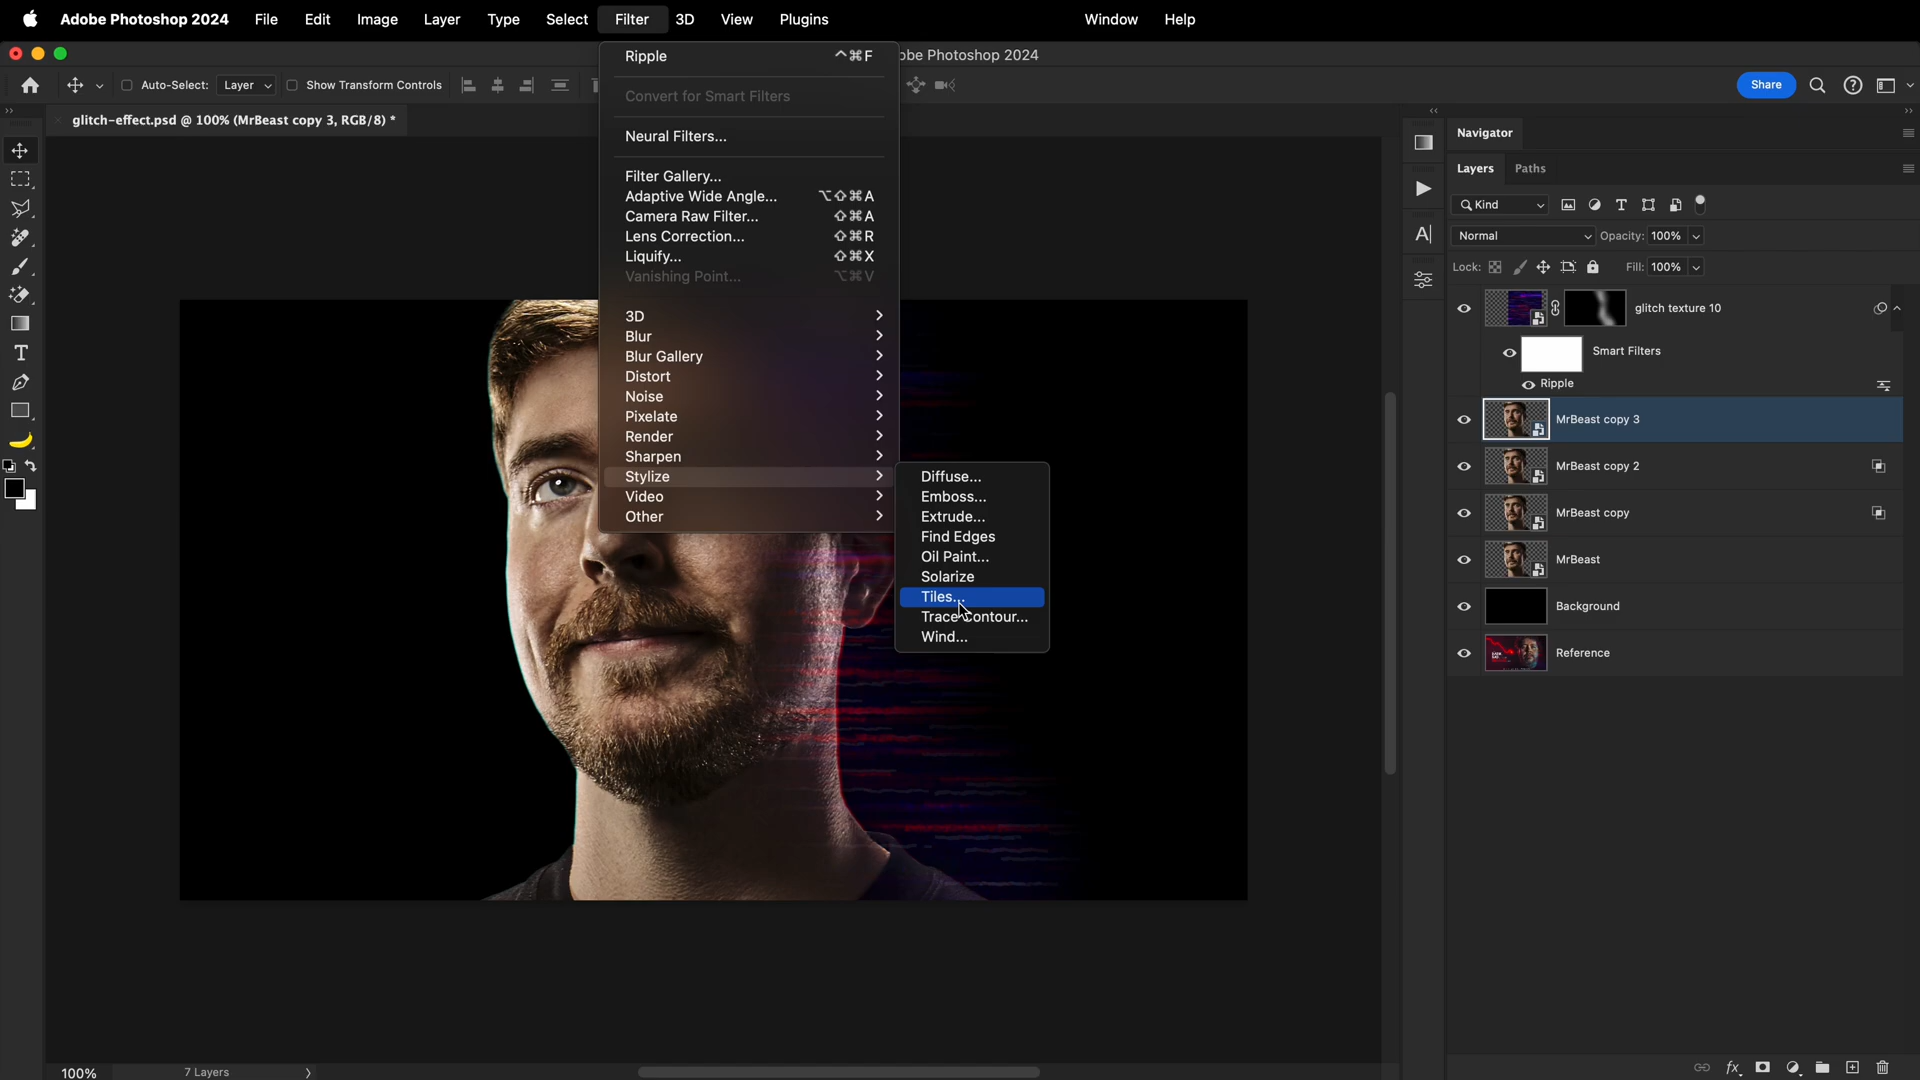 Adobe Photoshop 2024 File Edit Image Layer Type Select Filter 3D View Plugins Window Help
obe Photoshop 2024
Auto-Select: Layer Show Transform Controls Share
glitch-effect.psd @ 100% (MrBeast copy 3, RGB/8) *
Ripple ^⌘F
Convert for Smart Filters
Neural Filters...
Filter Gallery...
Adaptive Wide Angle... ⌥⇧⌘A
Camera Raw Filter... ⇧⌘A
Lens Correction... ⇧⌘R
Liquify... ⇧⌘X
Vanishing Point... ⌥⌘V
3D
Blur
Blur Gallery
Distort
Noise
Pixelate
Render
Sharpen
Stylize
Video
Other
Diffuse...
Emboss...
Extrude...
Find Edges
Oil Paint...
Solarize
Tiles...
Trace Contour...
Wind...
Navigator
Layers Paths
Kind
Normal Opacity: 100%
Lock: Fill: 100%
glitch texture 10
Smart Filters
Ripple
MrBeast copy 3
MrBeast copy 2
MrBeast copy
MrBeast
Background
Reference
100% 7 Layers